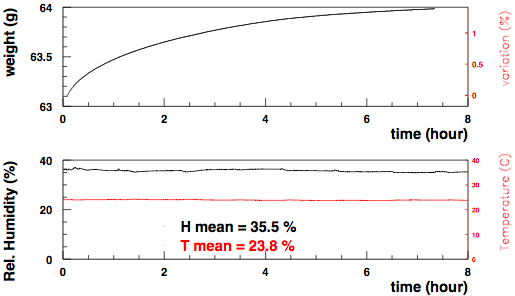 weight (g)
64
63.5
63
1
0.5
0
variation (%)
0 2 4 6 8
time (hour)
Rel. Humidity (%)
40
20
0
H mean = 35.5 %
T mean = 23.8 %
40
30
20
10
0
Temperature (C)
0 2 4 6 8
time (hour)